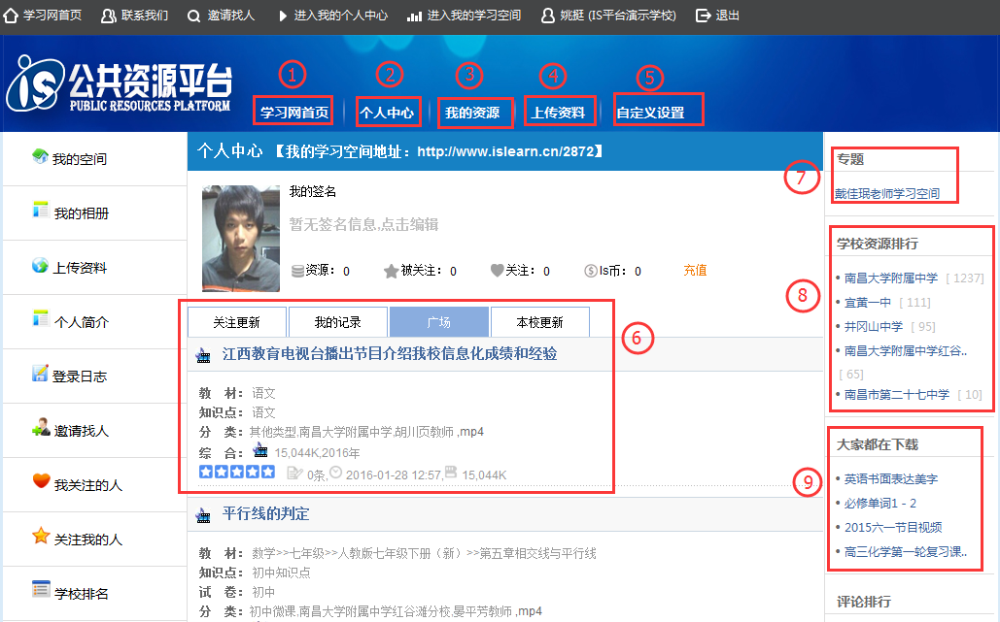 学习网首页 联系我们 邀请找人 进入我的个人中心 进入我的学习空间 姚挺 (IS平台演示学校) 退出
① ② ③ ④ ⑤
is 公共资源平台
PUBLIC RESOURCES PLATFORM
学习网首页 个人中心 我的资源 上传资料 自定义设置
我的空间
我的相册
上传资料
个人简介
登录日志
邀请找人
我关注的人
关注我的人
学校排名
个人中心 【我的学习空间地址：http://www.islearn.cn/2872】
我的签名
暂无签名信息,点击编辑
资源： 0 被关注： 0 关注： 0 Is币： 0 充值
⑥
关注更新 我的记录 广场 本校更新
江西教育电视台播出节目介绍我校信息化成绩和经验
教 材： 语文
知识点： 语文
分 类： 其他类型,南昌大学附属中学,胡川页教师 ,mp4
综 合： 15,044K,2016年
0条, 2016-01-28 12:57, 15,044K
平行线的判定
教 材： 数学>>七年级>>人教版七年级下册（新）>>第五章相交线与平行线
知识点： 初中知识点
试 卷： 初中
分 类： 初中微课,南昌大学附属中学红谷滩分校,晏平芳教师 ,mp4
⑦
专题
戴佳珉老师学习空间
⑧
学校资源排行
• 南昌大学附属中学 [ 1237]
• 宜黄一中 [ 111]
• 井冈山中学 [ 95]
• 南昌大学附属中学红谷..
[ 65]
• 南昌市第二十七中学 [ 10]
⑨
大家都在下载
• 英语书面表达美字
• 必修单词1－2
• 2015六一节目视频
• 高三化学第一轮复习课..
评论排行